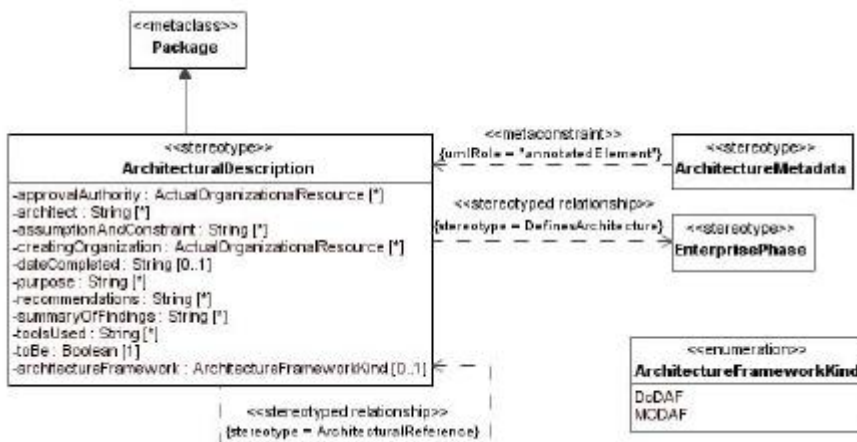 <<metaclass>>
Package
<<stereotype>>
ArchitecturalDescription
-approvalAuthority : ActualOrganizationalResource [*]
-architect : String [*]
-assumptionAndConstraint : String [*]
-creatingOrganization : ActualOrganizationalResource [*]
-dateCompleted : String [0..1]
-purpose : String [*]
-recommendations : String [*]
-summaryOfFindings : String [*]
-toolsUsed : String [*]
-toBe : Boolean [1]
-architectureFramework : ArchitectureFrameworkKind [0..1]
<<metaconstraint>>
{umlRole = "annotatedElement"}
<<stereotype>>
ArchitectureMetadata
<<stereotyped relationship>>
{stereotype = DefinesArchitecture}
<<stereotype>>
EnterprisePhase
<<enumeration>>
ArchitectureFrameworkKind
DoDAF
MODAF
<<stereotyped relationship>>
{stereotype = ArchitecturalReference}